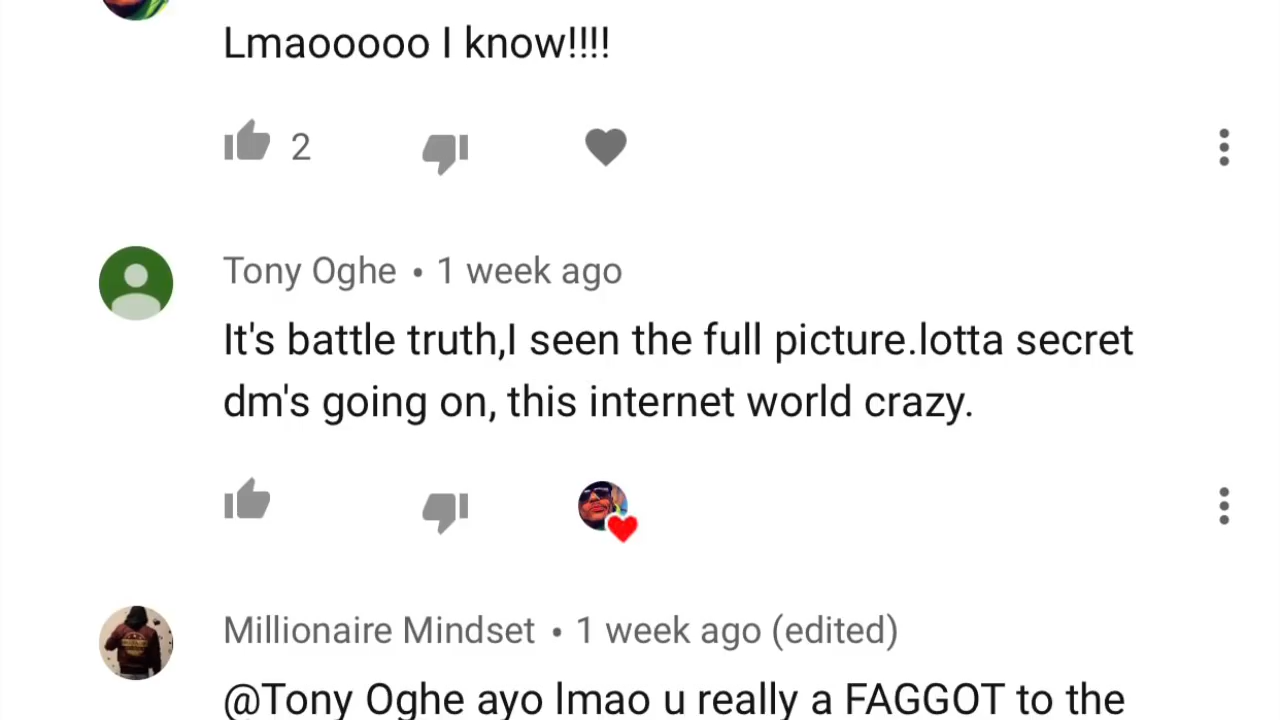 Lmaooooo I know!!!!
2
Tony Oghe • 1 week ago
It's battle truth,I seen the full picture.lotta secret
dm's going on, this internet world crazy.
Millionaire Mindset • 1 week ago (edited)
@Tony Oghe ayo lmao u really a FAGGOT to the